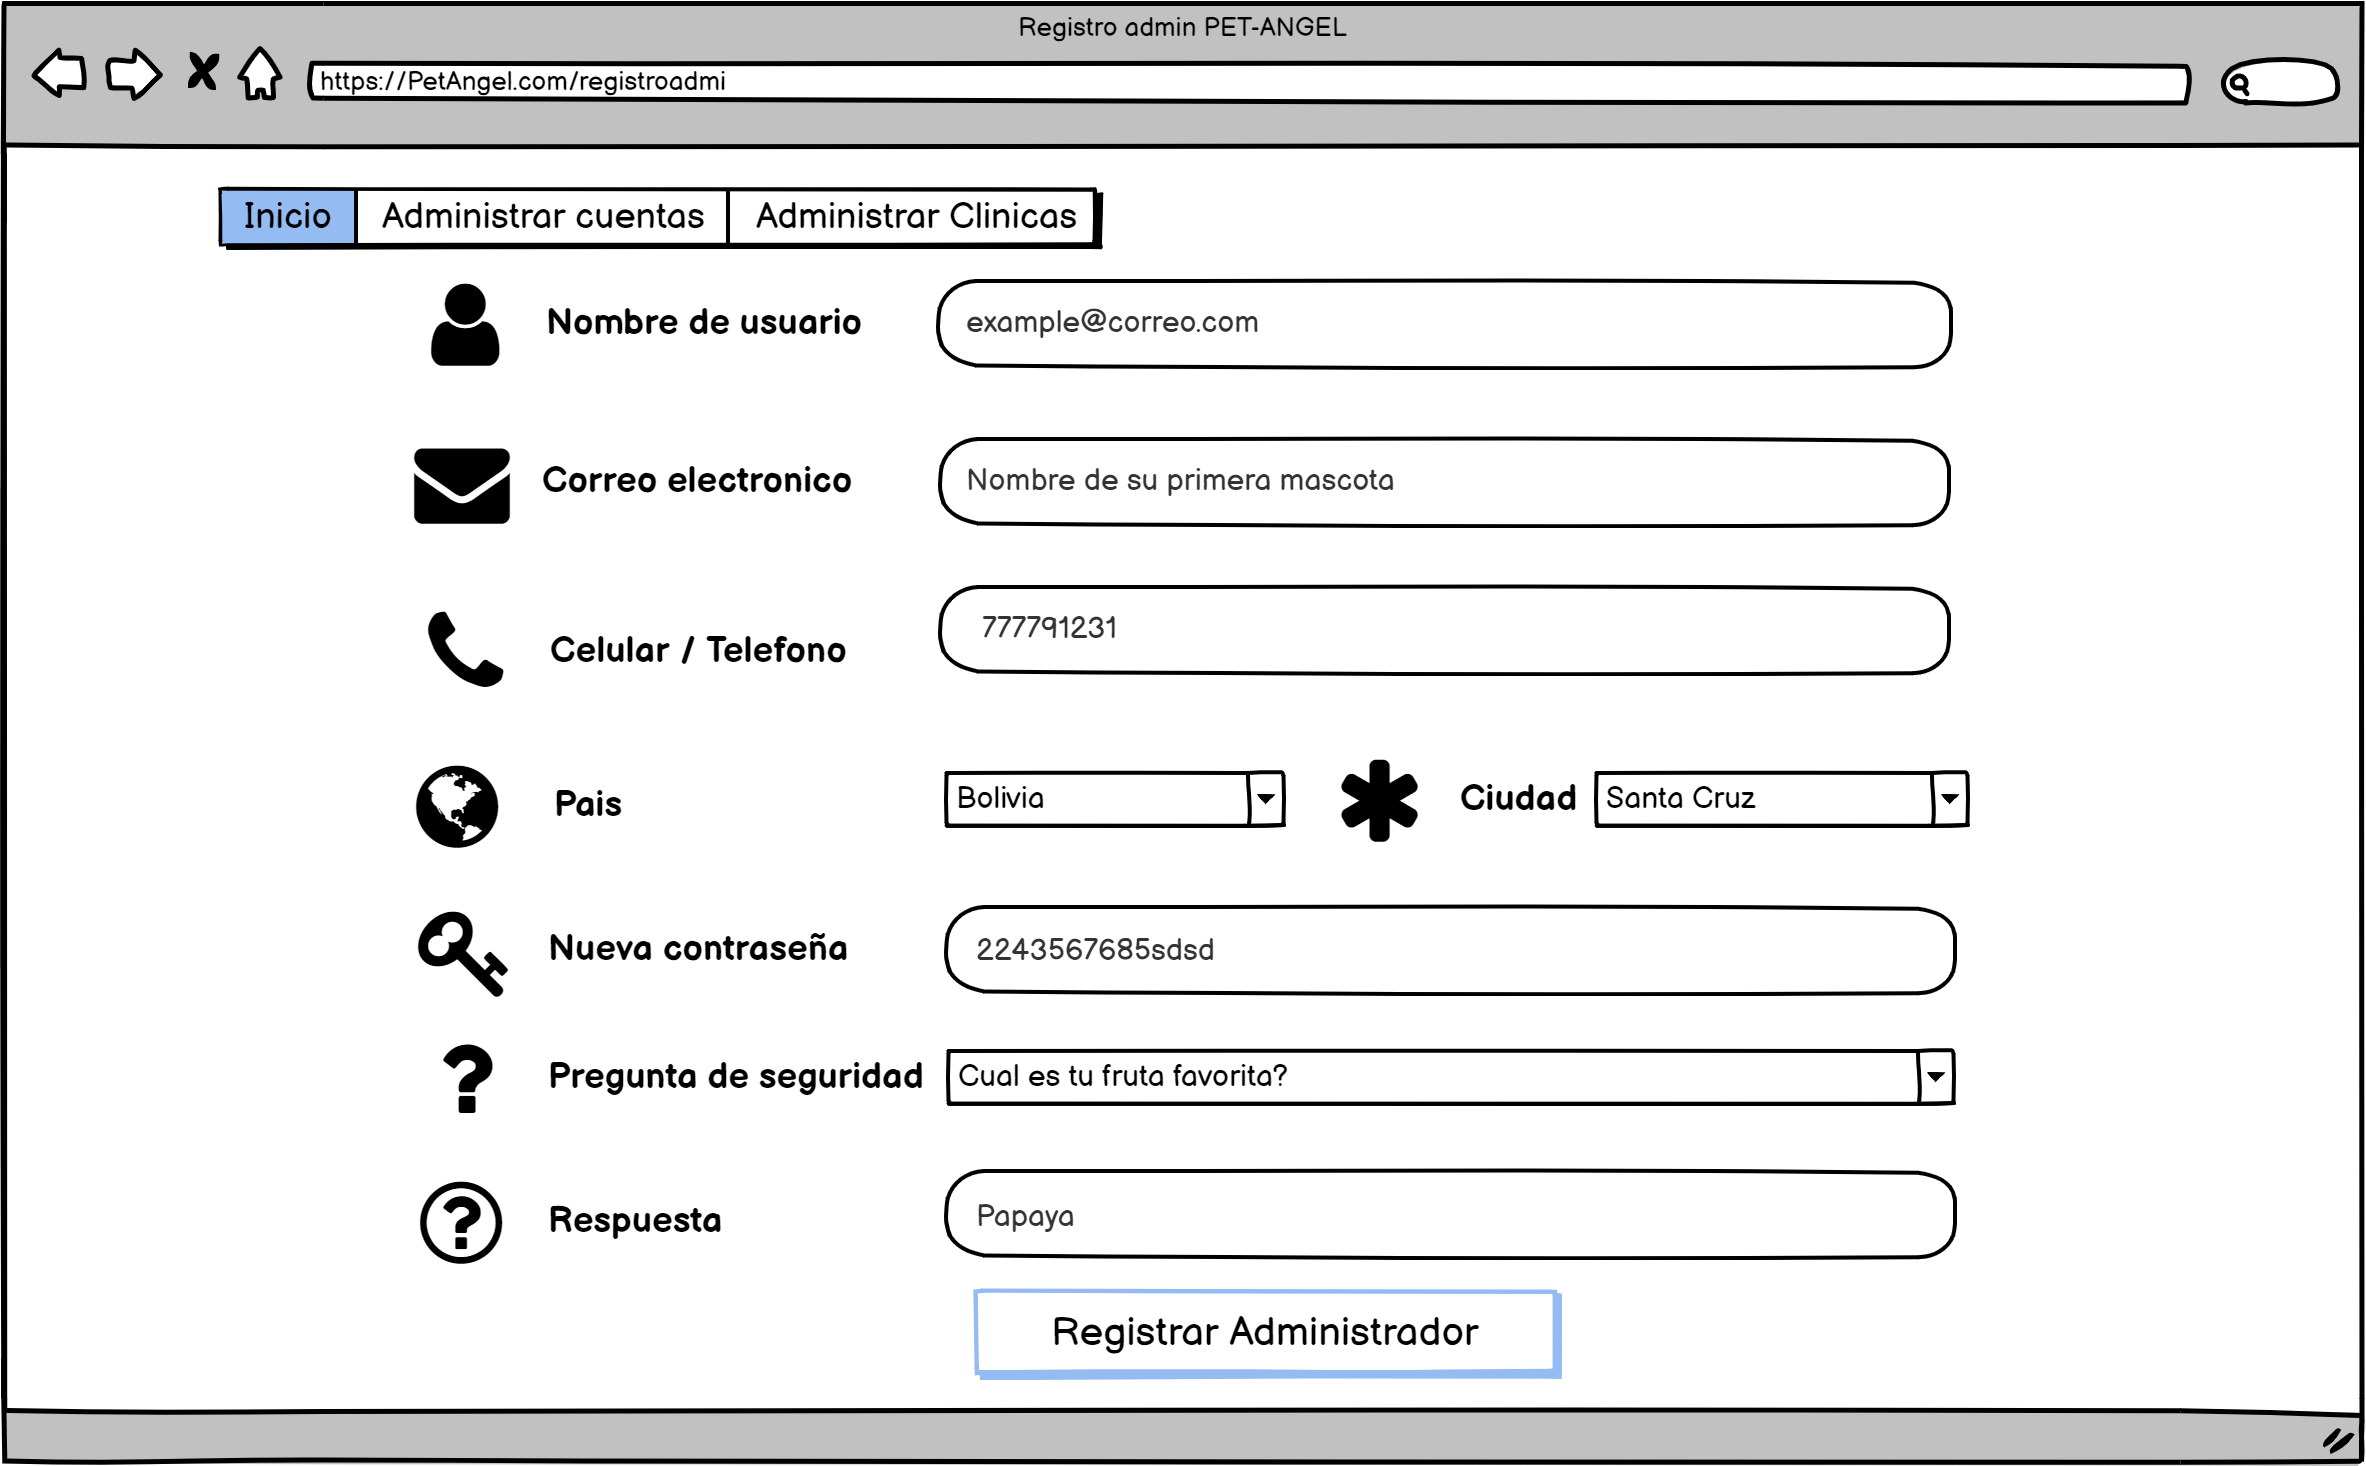 Registro admin PET-ANGEL
https://PetAngel.com/registroadmi
Inicio Administrar cuentas Administrar Clinicas
Nombre de usuario example@correo.com
Correo electronico Nombre de su primera mascota
Celular / Telefono 777791231
Pais Bolivia Ciudad Santa Cruz
Nueva contraseña 2243567685sdsd
Pregunta de seguridad Cual es tu fruta favorita?
Respuesta Papaya
Registrar Administrador